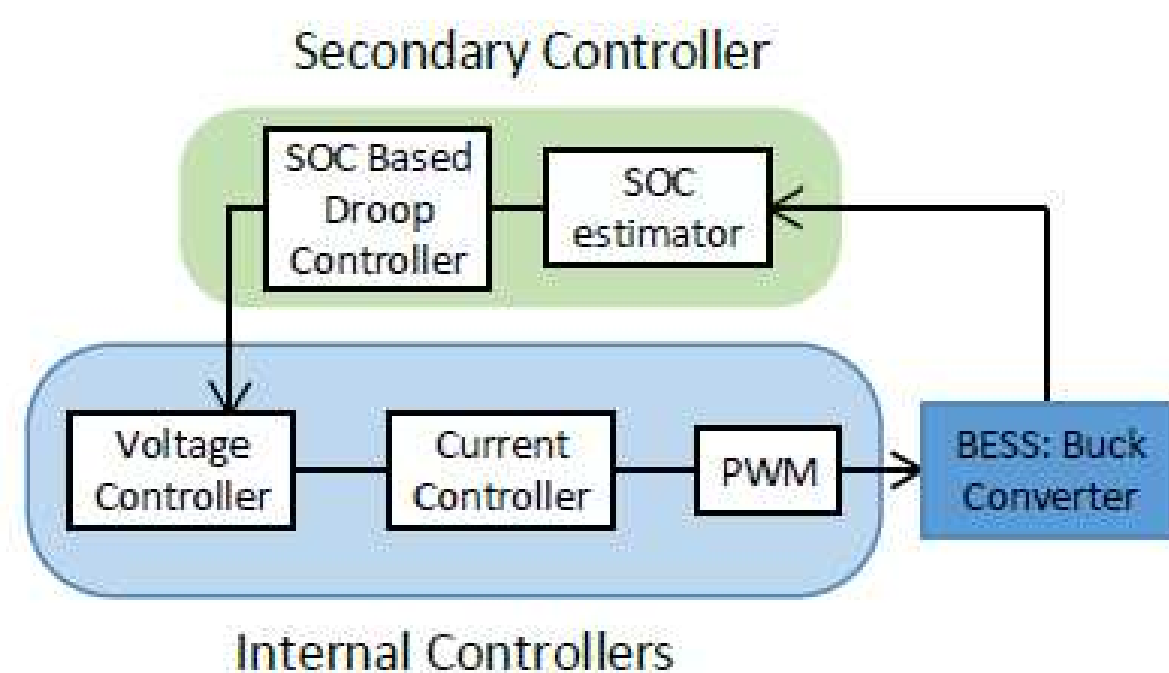 Secondary Controller
SOC Based
Droop
Controller
SOC
estimator
Voltage
Controller
Current
Controller
PWM
BESS: Buck
Converter
Internal Controllers